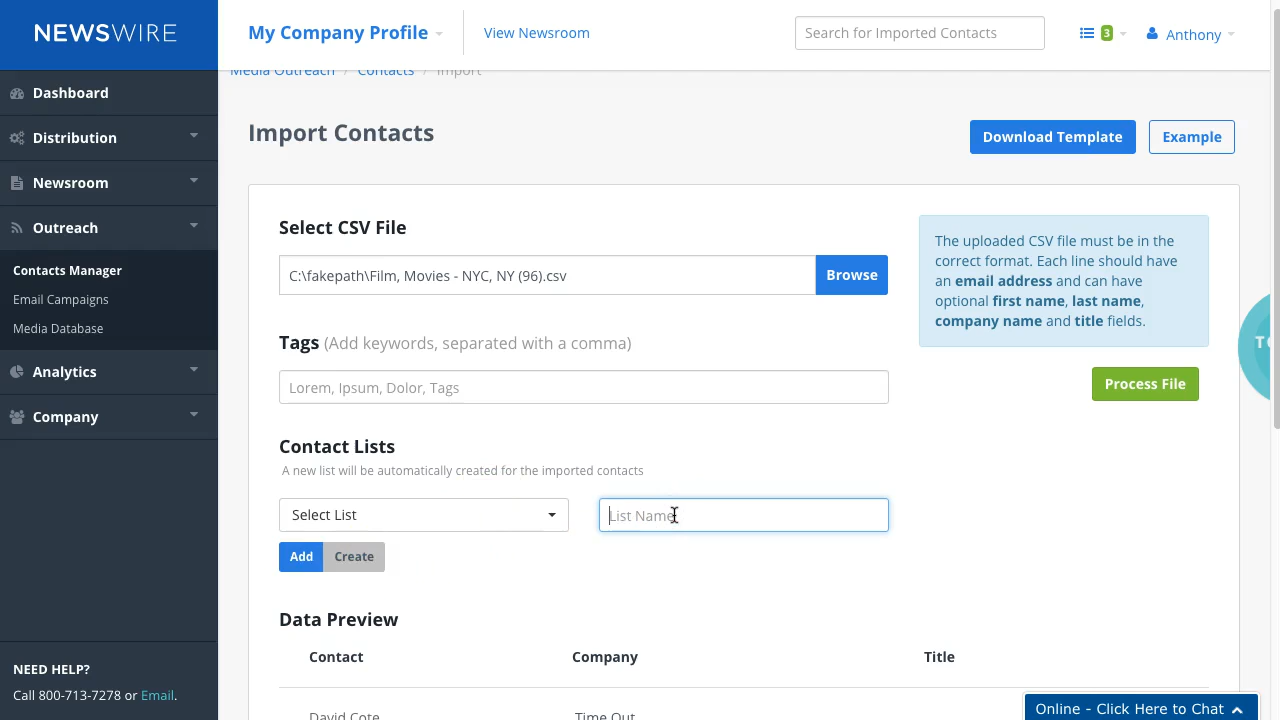 NEWSWIRE
My Company Profile
View Newsroom
Search for Imported Contacts
3
Anthony
Dashboard
Distribution
Newsroom
Outreach
Contacts Manager
Email Campaigns
Media Database
Analytics
Company
NEED HELP?
Call 800-713-7278 or Email.
Media Outreach / Contacts / Import
Import Contacts
Download Template
Example
Select CSV File
C:\fakepath\Film, Movies - NYC, NY (96).csv
Browse
The uploaded CSV file must be in the
correct format. Each line should have
an email address and can have
optional first name, last name,
company name and title fields.
Tags (Add keywords, separated with a comma)
Lorem, Ipsum, Dolor, Tags
Process File
Contact Lists
A new list will be automatically created for the imported contacts
Select List
List Name
Add
Create
Data Preview
Contact Company Title
David Cote Time Out
Online - Click Here to Chat